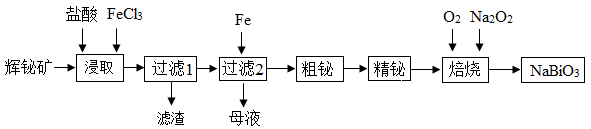 盐酸 FeCl3 Fe O2 Na2O2
辉铋矿 浸取 过滤1 过滤2 粗铋 精铋 焙烧 NaBiO3
滤渣 母液